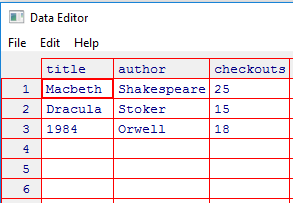 Data Editor
File Edit Help
title author checkouts
1 Macbeth Shakespeare 25
2 Dracula Stoker 15
3 1984 Orwell 18
4
5
6